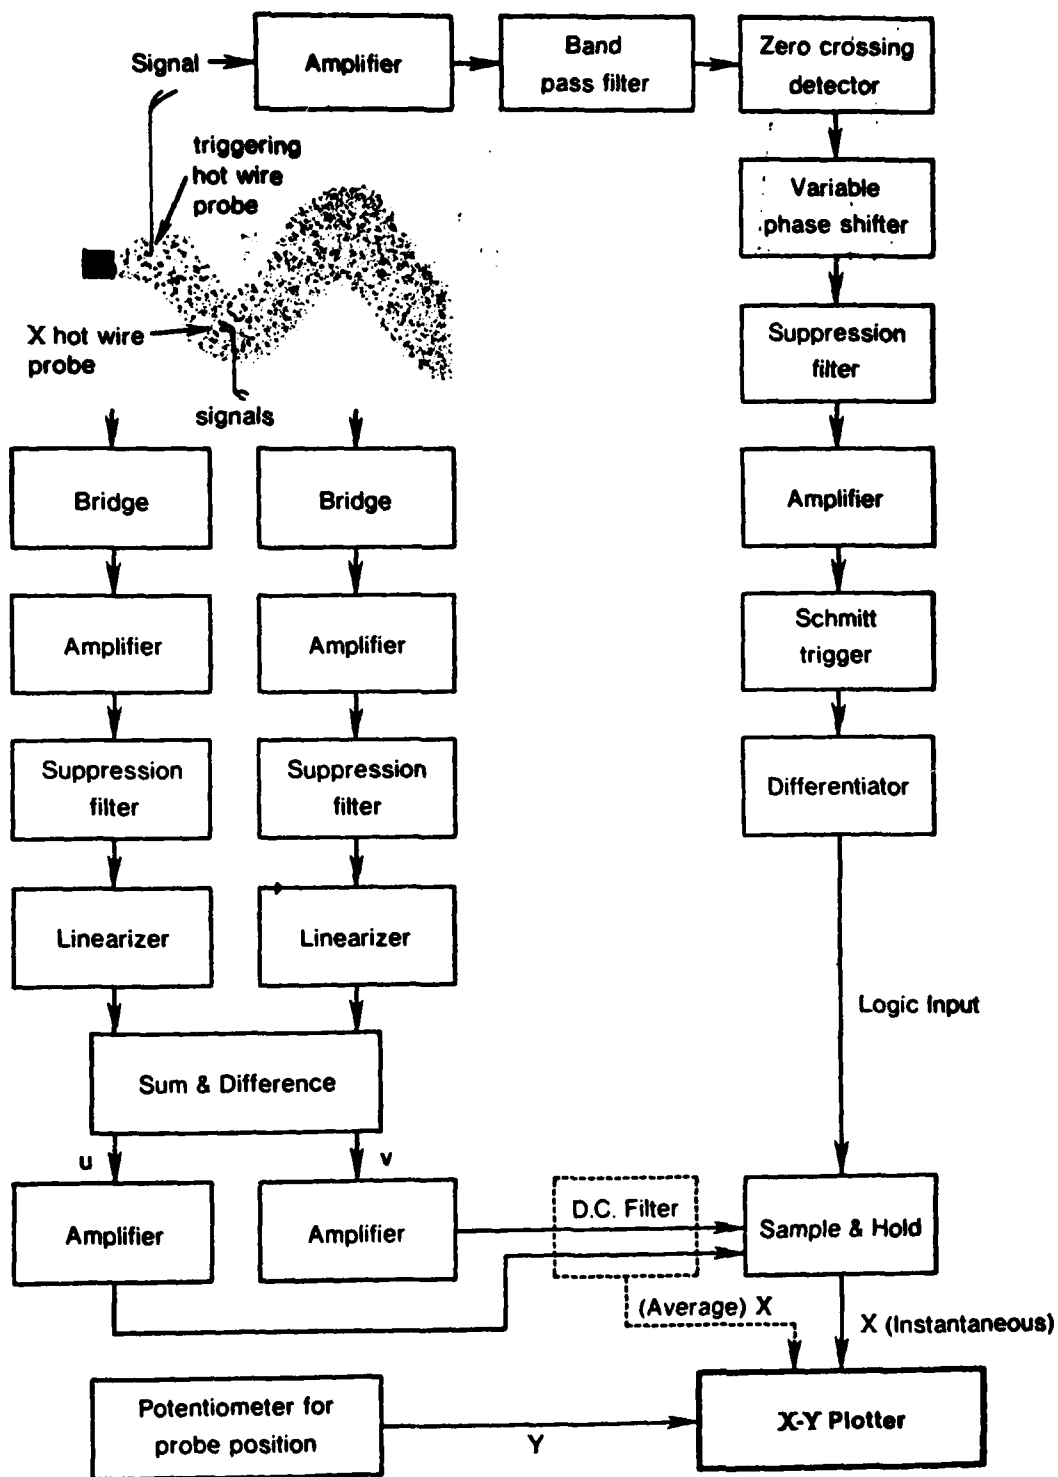 Signal
Amplifier
Band
pass filter
Zero crossing
detector
triggering
hot wire
probe
Variable
phase shifter
X hot wire
probe
signals
Suppression
filter
Bridge
Bridge
Amplifier
Amplifier
Amplifier
Schmitt
trigger
Suppression
filter
Suppression
filter
Differentiator
Linearizer
Linearizer
Logic Input
Sum & Difference
u
v
Amplifier
Amplifier
D.C. Filter
Sample & Hold
(Average) X
X (Instantaneous)
Potentiometer for
probe position
Y
X-Y Plotter